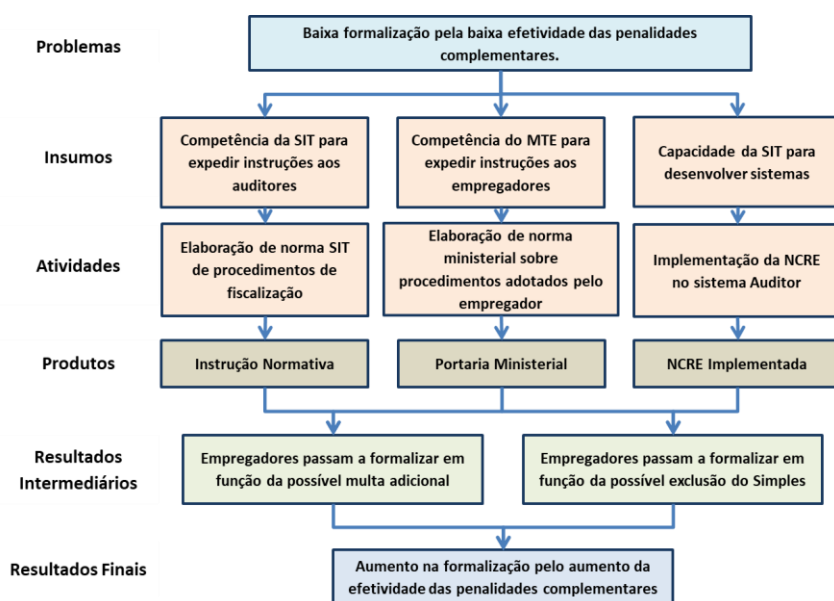 Problemas
Baixa formalização pela baixa efetividade das penalidades
complementares.
Insumos
Competência da SIT para
expedir instruções aos
auditores
Competência do MTE para
expedir instruções aos
empregadores
Capacidade da SIT para
desenvolver sistemas
Atividades
Elaboração de norma SIT
de procedimentos de
fiscalização
Elaboração de norma
ministerial sobre
procedimentos adotados pelo
empregador
Implementação da NCRE
no sistema Auditor
Produtos
Instrução Normativa
Portaria Ministerial
NCRE Implementada
Resultados
Intermediários
Empregadores passam a formalizar em
função da possível multa adicional
Empregadores passam a formalizar em
função da possível exclusão do Simples
Resultados Finais
Aumento na formalização pelo aumento da
efetividade das penalidades complementares